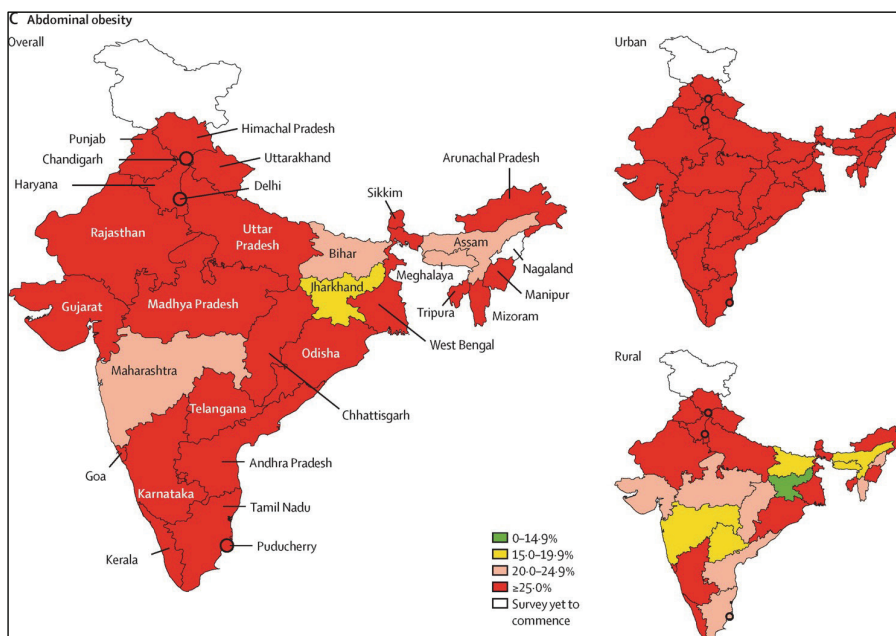 C Abdominal obesity
Overall
Urban
Punjab
Himachal Pradesh
Chandigarh
Uttarakhand
Haryana
Delhi
Arunachal Pradesh
Sikkim
Rajasthan
Uttar
Pradesh
Bihar
Assam
Meghalaya
Nagaland
Jharkhand
Gujarat
Madhya Pradesh
Tripura
Manipur
Mizoram
West Bengal
Odisha
Maharashtra
Rural
Telangana
Chhattisgarh
Goa
Andhra Pradesh
Karnataka
Tamil Nadu
Kerala
Puducherry
0–14·9%
15·0–19·9%
20·0–24·9%
≥25·0%
Survey yet to
commence